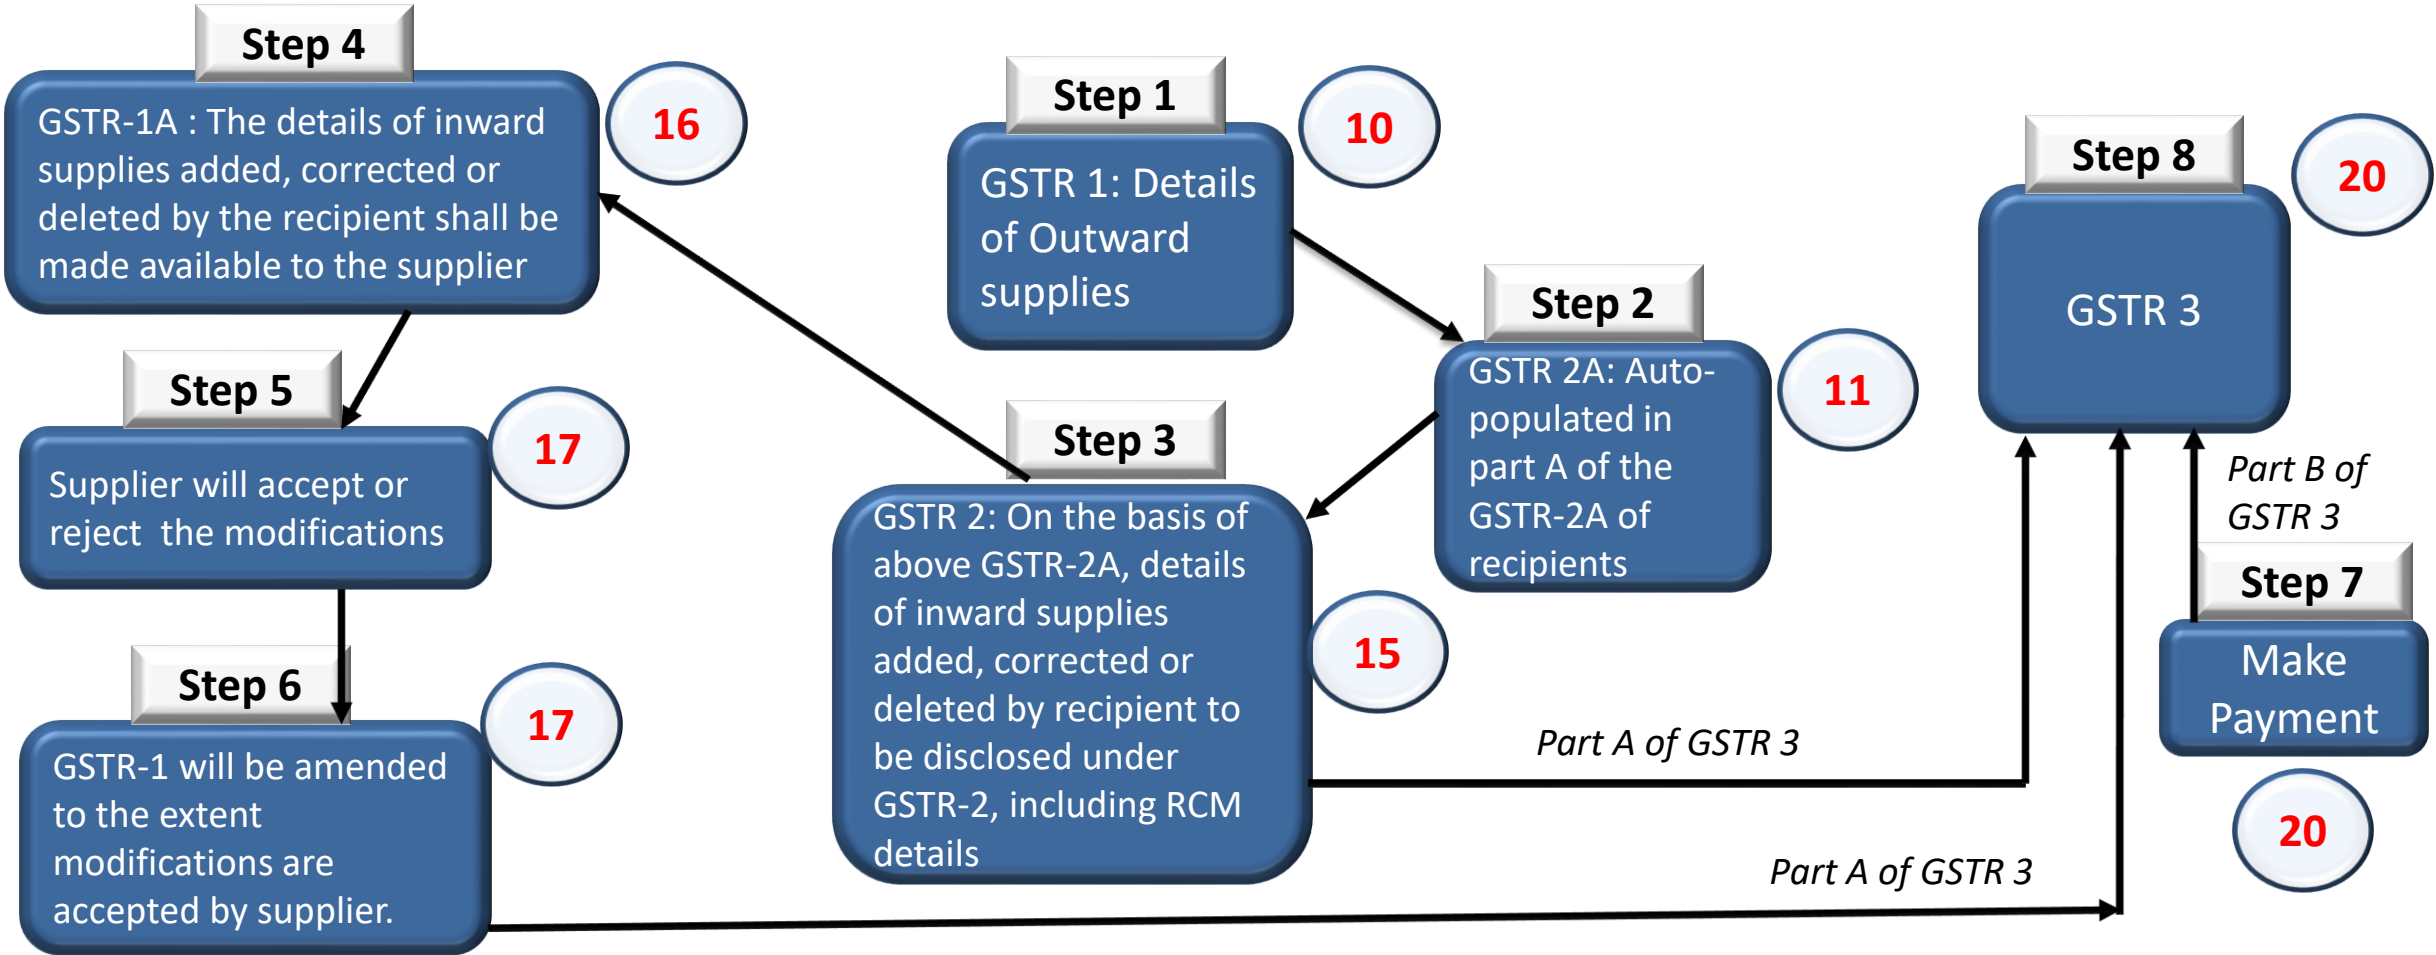 Step 4
GSTR-1A : The details of inward
supplies added, corrected or
deleted by the recipient shall be
made available to the supplier
16
Step 5
Supplier will accept or
reject  the modifications
17
Step 6
GSTR-1 will be amended
to the extent
modifications are
accepted by supplier.
17
Step 1
GSTR 1: Details
of Outward
supplies
10
Step 2
GSTR 2A: Auto-
populated in
part A of the
GSTR-2A of
recipients
11
Step 3
GSTR 2: On the basis of
above GSTR-2A, details
of inward supplies
added, corrected or
deleted by recipient to
be disclosed under
GSTR-2, including RCM
details
15
Part A of GSTR 3
Part A of GSTR 3
Step 8
GSTR 3
20
Part B of
GSTR 3
Step 7
Make
Payment
20